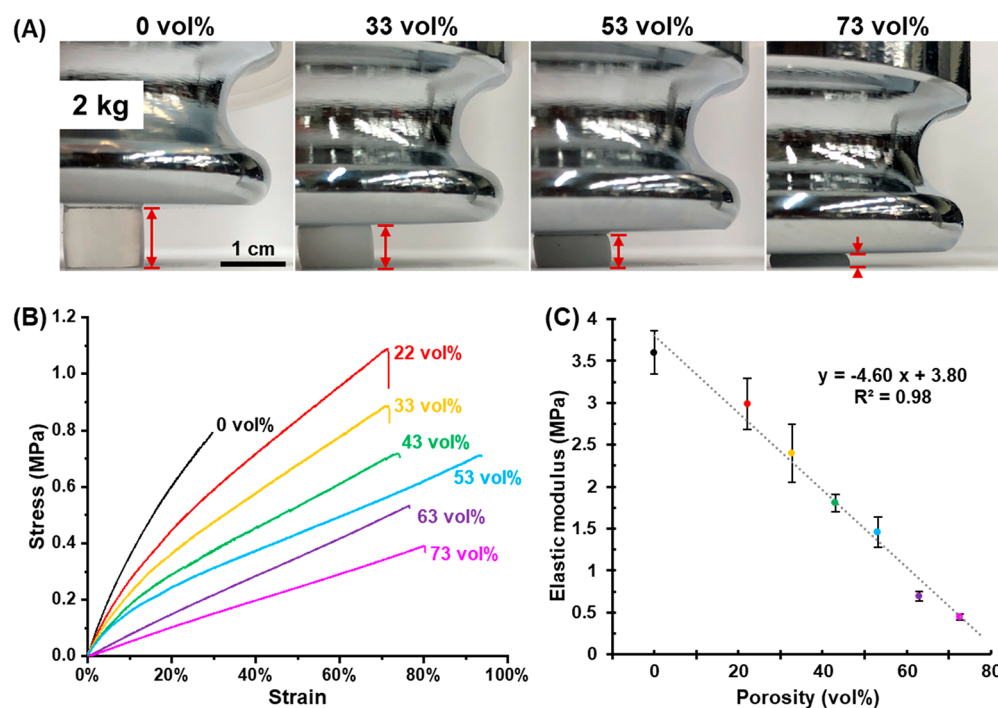 (A)
0 vol%
33 vol%
53 vol%
73 vol%
2 kg
1 cm
(B)
Stress (MPa)
1.2
1.0
0.8
0.6
0.4
0.2
0.0
0 vol%
22 vol%
33 vol%
43 vol%
53 vol%
63 vol%
73 vol%
0%
20%
40%
60%
80%
100%
Strain
(C)
Elastic modulus (MPa)
4
3.5
3
2.5
2
1.5
1
0.5
0
y = -4.60 x + 3.80
R² = 0.98
0
20
40
60
80
Porosity (vol%)